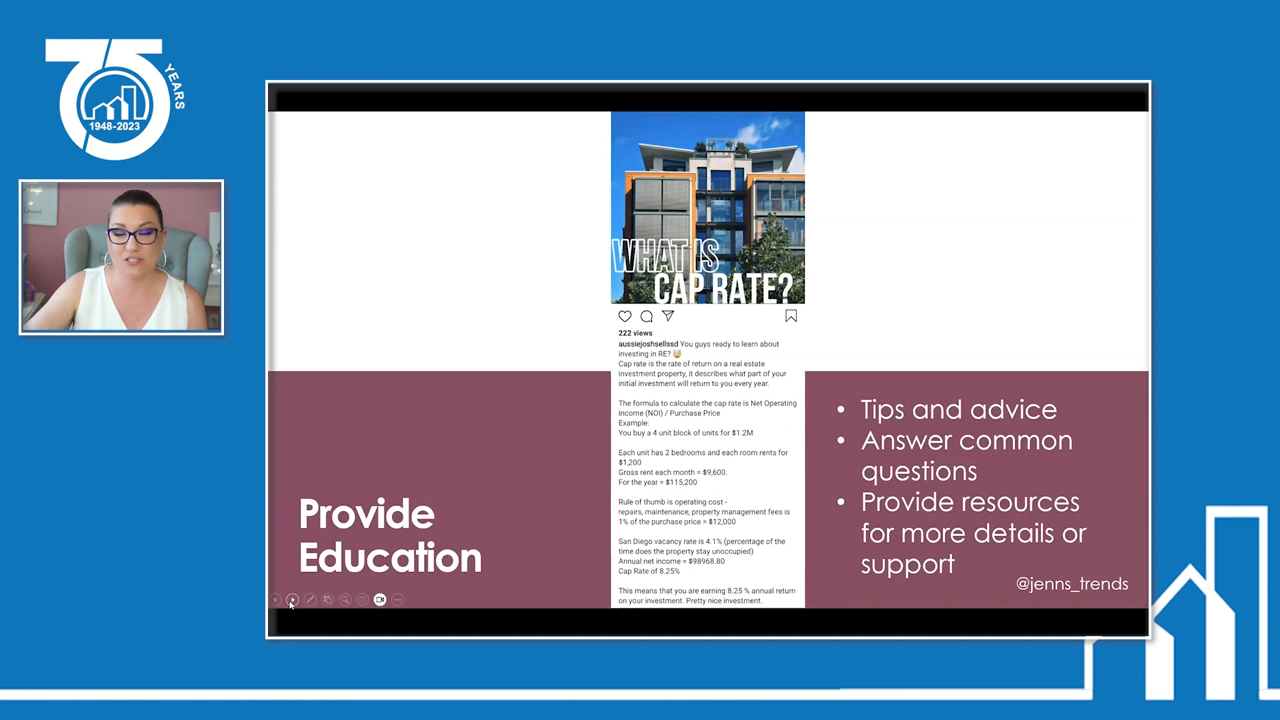 75
YEARS
1948-2023
WHAT IS
CAP RATE?
222 views
aussiejoshsellssd You guys ready to learn about
investing in RE? 🤯
Cap rate is the rate of return on a real estate
investment property, it describes what part of your
initial investment will return to you every year.
The formula to calculate the cap rate is Net Operating
Income (NOI) / Purchase Price
Example:
You buy a 4 unit block of units for $1.2M
Each unit has 2 bedrooms and each room rents for
$1,200
Gross rent each month = $9,600.
For the year = $115,200
Rule of thumb is operating cost -
repairs, maintenance, property management fees is
1% of the purchase price = $12,000
San Diego vacancy rate is 4.1% (percentage of the
time does the property stay unoccupied)
Annual net income = $98968.80
Cap Rate of 8.25%
This means that you are earning 8.25 % annual return
on your investment. Pretty nice investment.
Provide
Education
• Tips and advice
• Answer common
questions
• Provide resources
for more details or
support
@jenns_trends